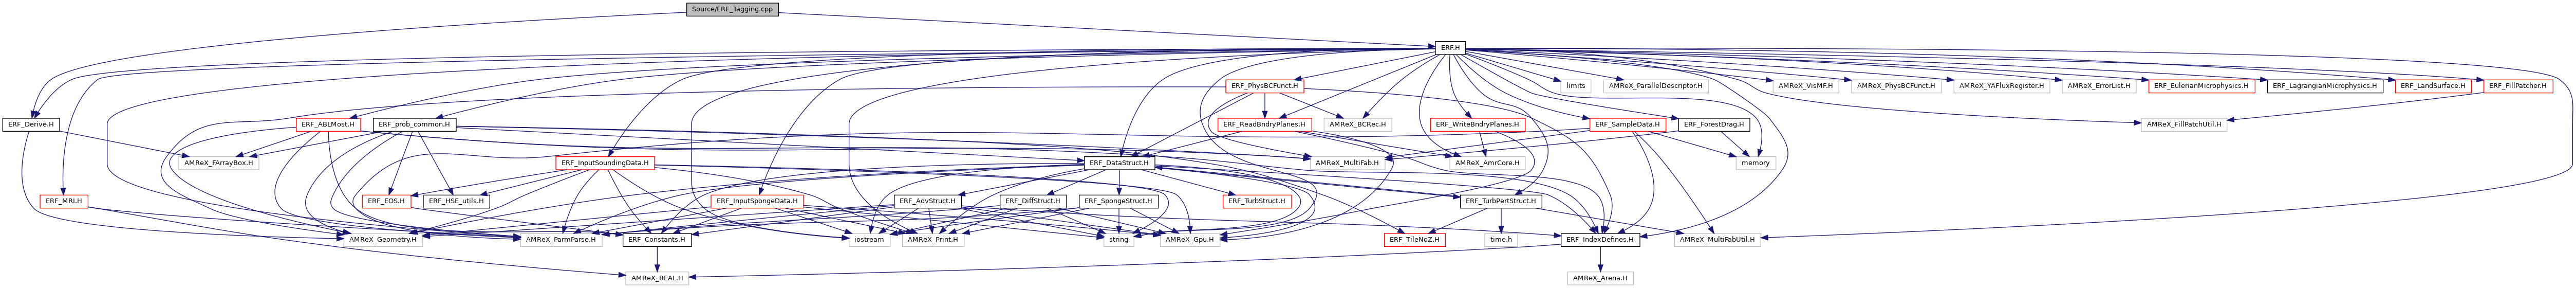 Source/ERF_Tagging.cpp
ERF.H
ERF_PhysBCFunct.H
limits
AMReX_ParallelDescriptor.H
AMReX_VisMF.H
AMReX_PhysBCFunct.H
AMReX_YAFluxRegister.H
AMReX_ErrorList.H
ERF_EulerianMicrophysics.H
ERF_LagrangianMicrophysics.H
ERF_LandSurface.H
ERF_FillPatcher.H
ERF_Derive.H
ERF_ABLMost.H
ERF_prob_common.H
ERF_ReadBndryPlanes.H
AMReX_BCRec.H
ERF_WriteBndryPlanes.H
ERF_SampleData.H
ERF_ForestDrag.H
AMReX_FillPatchUtil.H
AMReX_FArrayBox.H
ERF_InputSoundingData.H
ERF_DataStruct.H
AMReX_MultiFab.H
AMReX_AmrCore.H
memory
ERF_MRI.H
ERF_EOS.H
ERF_HSE_utils.H
ERF_InputSpongeData.H
ERF_AdvStruct.H
ERF_DiffStruct.H
ERF_SpongeStruct.H
ERF_TurbStruct.H
ERF_TurbPertStruct.H
AMReX_Geometry.H
AMReX_ParmParse.H
ERF_Constants.H
iostream
AMReX_Print.H
string
AMReX_Gpu.H
ERF_TileNoZ.H
time.h
ERF_IndexDefines.H
AMReX_MultiFabUtil.H
AMReX_REAL.H
AMReX_Arena.H